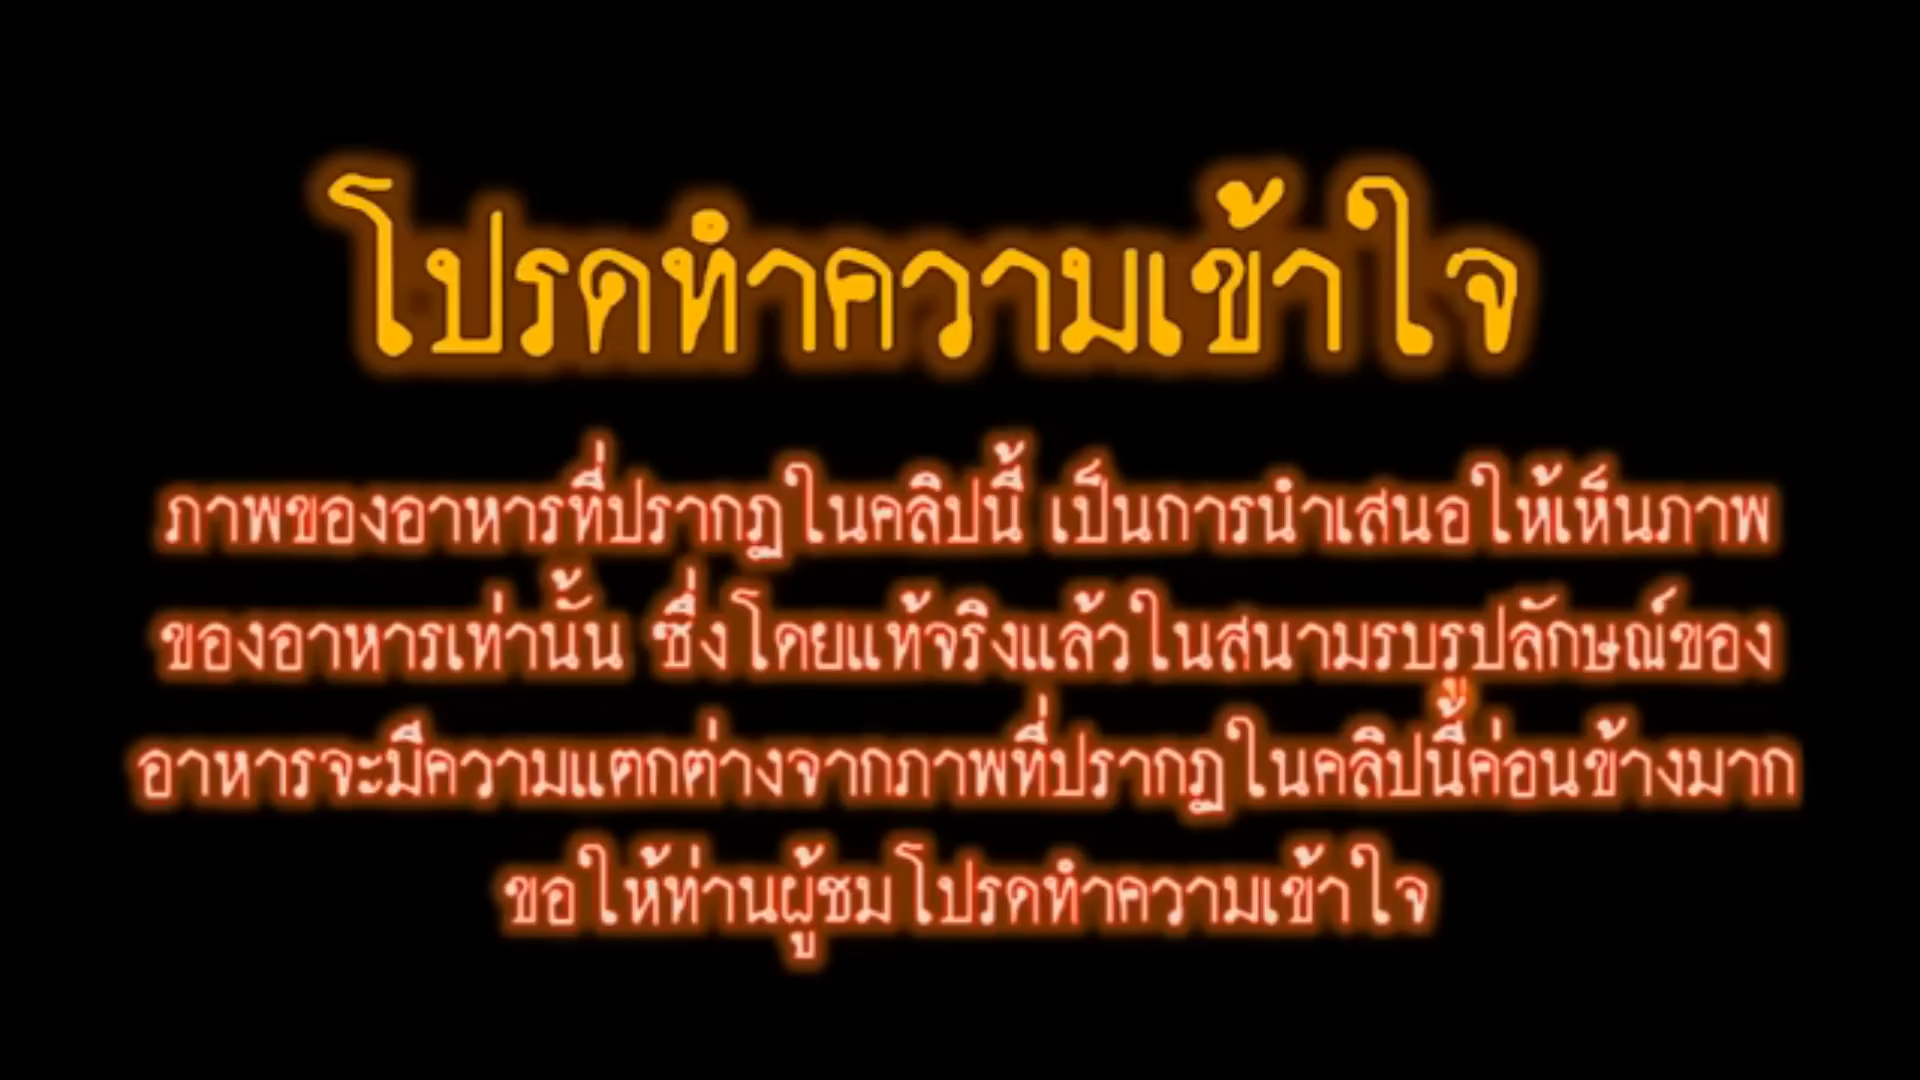 โปรดทำความเข้าใจ
ภาพของอาหารที่ปรากฏในคลิปนี้ เป็นการนำเสนอให้เห็นภาพ
ของอาหารเท่านั้น ซึ่งโดยแท้จริงแล้วในสนามรบรูปลักษณ์ของ
อาหารจะมีความแตกต่างจากภาพที่ปรากฏในคลิปนี้ค่อนข้างมาก
ขอให้ท่านผู้ชมโปรดทำความเข้าใจ